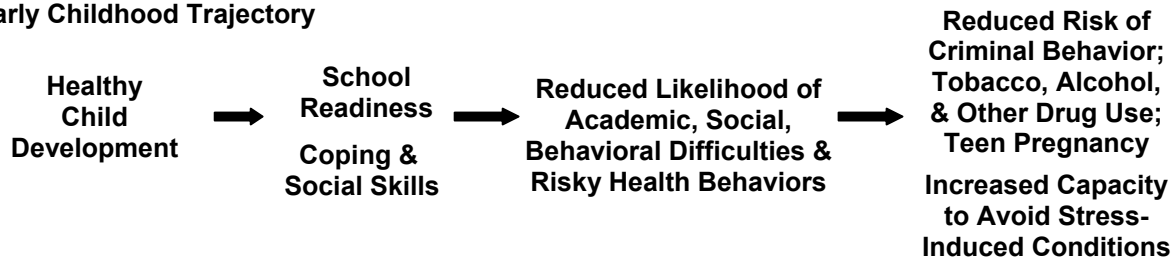 arly Childhood Trajectory
Healthy
Child
Development
School
Readiness
Coping &
Social Skills
Reduced Likelihood of
Academic, Social,
Behavioral Difficulties &
Risky Health Behaviors
Reduced Risk of
Criminal Behavior;
Tobacco, Alcohol,
& Other Drug Use;
Teen Pregnancy
Increased Capacity
to Avoid Stress-
Induced Conditions